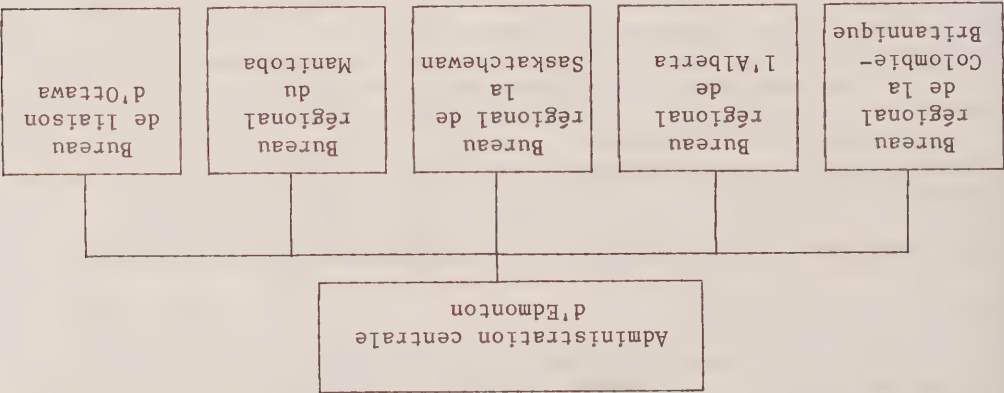 Administration centrale
d'Edmonton
Bureau
régional
de la
Colombie-
Britannique
Bureau
régional
de
l'Alberta
Bureau
régional de
la
Saskatchewan
Bureau
régional
du
Manitoba
Bureau
de liaison
d'Ottawa